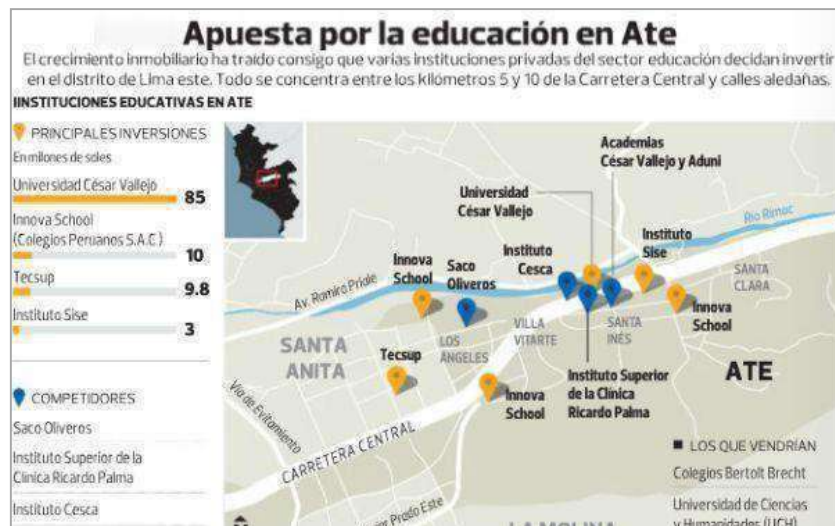 Apuesta por la educación en Ate
El crecimiento inmobiliario ha traído consigo que varias instituciones privadas del sector educación decidan invertir
en el distrito de Lima este. Todo se concentra entre los kilómetros 5 y 10 de la Carretera Central y calles aledañas.
IINSTITUCIONES EDUCATIVAS EN ATE
PRINCIPALES INVERSIONES
En millones de soles
Universidad César Vallejo
85
Innova School
(Colegios Peruanos S.A.C)
10
Tecsup
9.8
Instituto Sise
3
COMPETIDORES
Saco Oliveros
Instituto Superior de la
Clínica Ricardo Palma
Instituto Cesca
Academias
César Vallejo y Aduni
Universidad
César Vallejo
Río Rímac
Instituto
Sise
Instituto
Cesca
Innova
School
Saco
Oliveros
SANTA
CLARA
Av. Ramiro Priale
Innova
School
VILLA
VITARTE
SANTA
INÉS
LOS
ÁNGELES
SANTA
ANITA
Tecsup
ATE
Instituto Superior
de la Clínica
Ricardo Palma
Innova
School
Vía de Evitamiento
CARRETERA CENTRAL
LOS QUE VENDRÍAN
Colegios Bertolt Brecht
Universidad de Ciencias
y Humanidades (UCH)
Prado Este
LA MOLINA